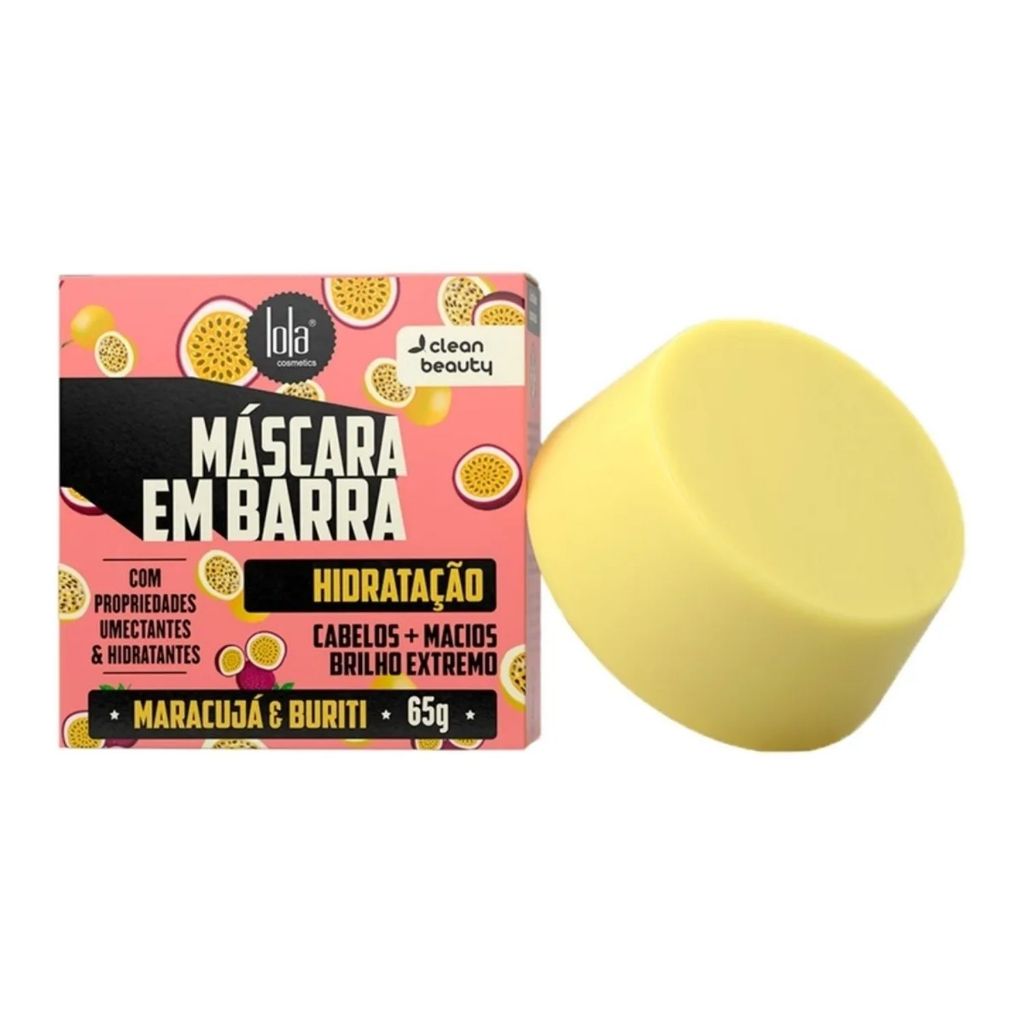 lola®
cosmetics
clean
beauty
MÁSCARA
EM BARRA
COM
PROPRIEDADES
UMECTANTES
& HIDRATANTES
HIDRATAÇÃO
CABELOS + MACIOS
BRILHO EXTREMO
★ MARACUJÁ & BURITI ★ 65g ★